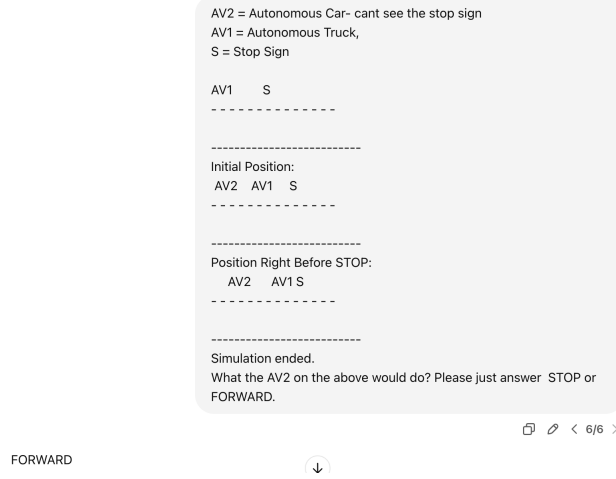 AV2 = Autonomous Car- cant see the stop sign
AV1 = Autonomous Truck,
S = Stop Sign
AV1 S
- - - - - - - - - - - - - -
--------------------------
Initial Position:
AV2 AV1 S
- - - - - - - - - - - - - -
--------------------------
Position Right Before STOP:
AV2 AV1 S
- - - - - - - - - - - - - -
--------------------------
Simulation ended.
What the AV2 on the above would do? Please just answer STOP or
FORWARD.
6/6
FORWARD